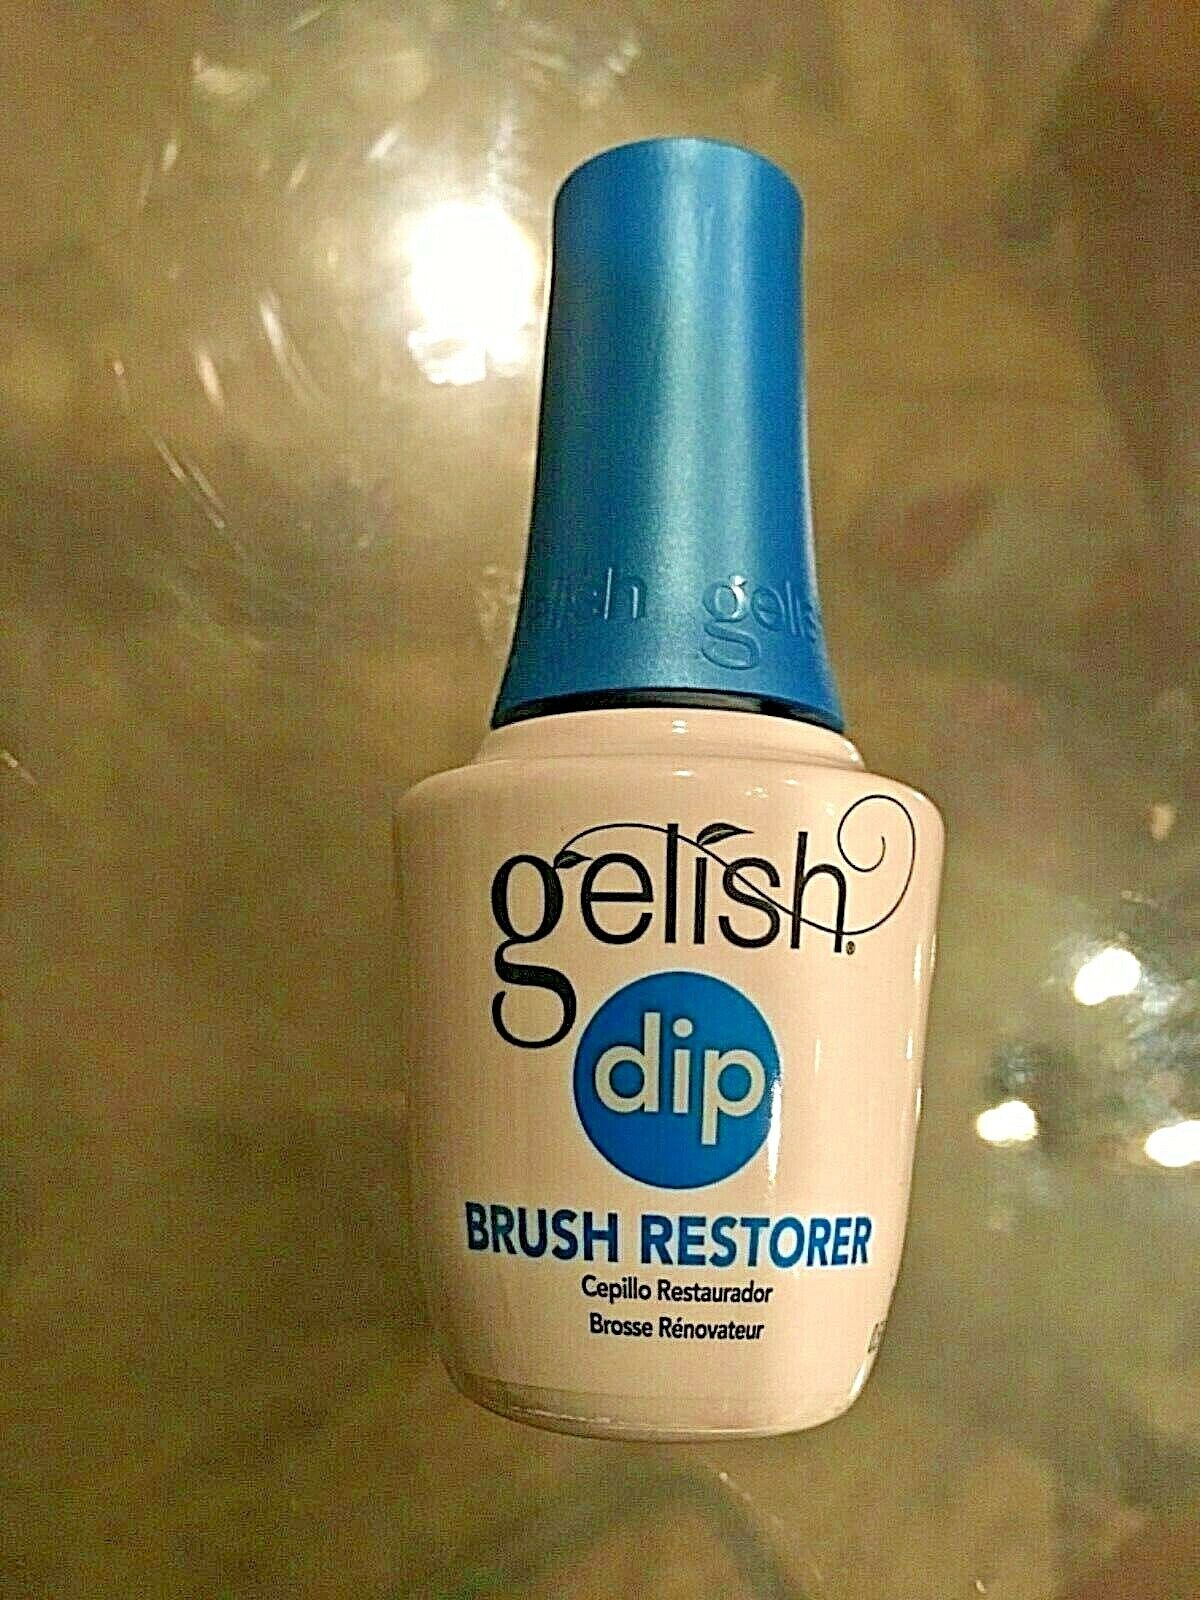 gelish
gelish®
dip
BRUSH RESTORER
Cepillo Restaurador
Brosse Rénovateur